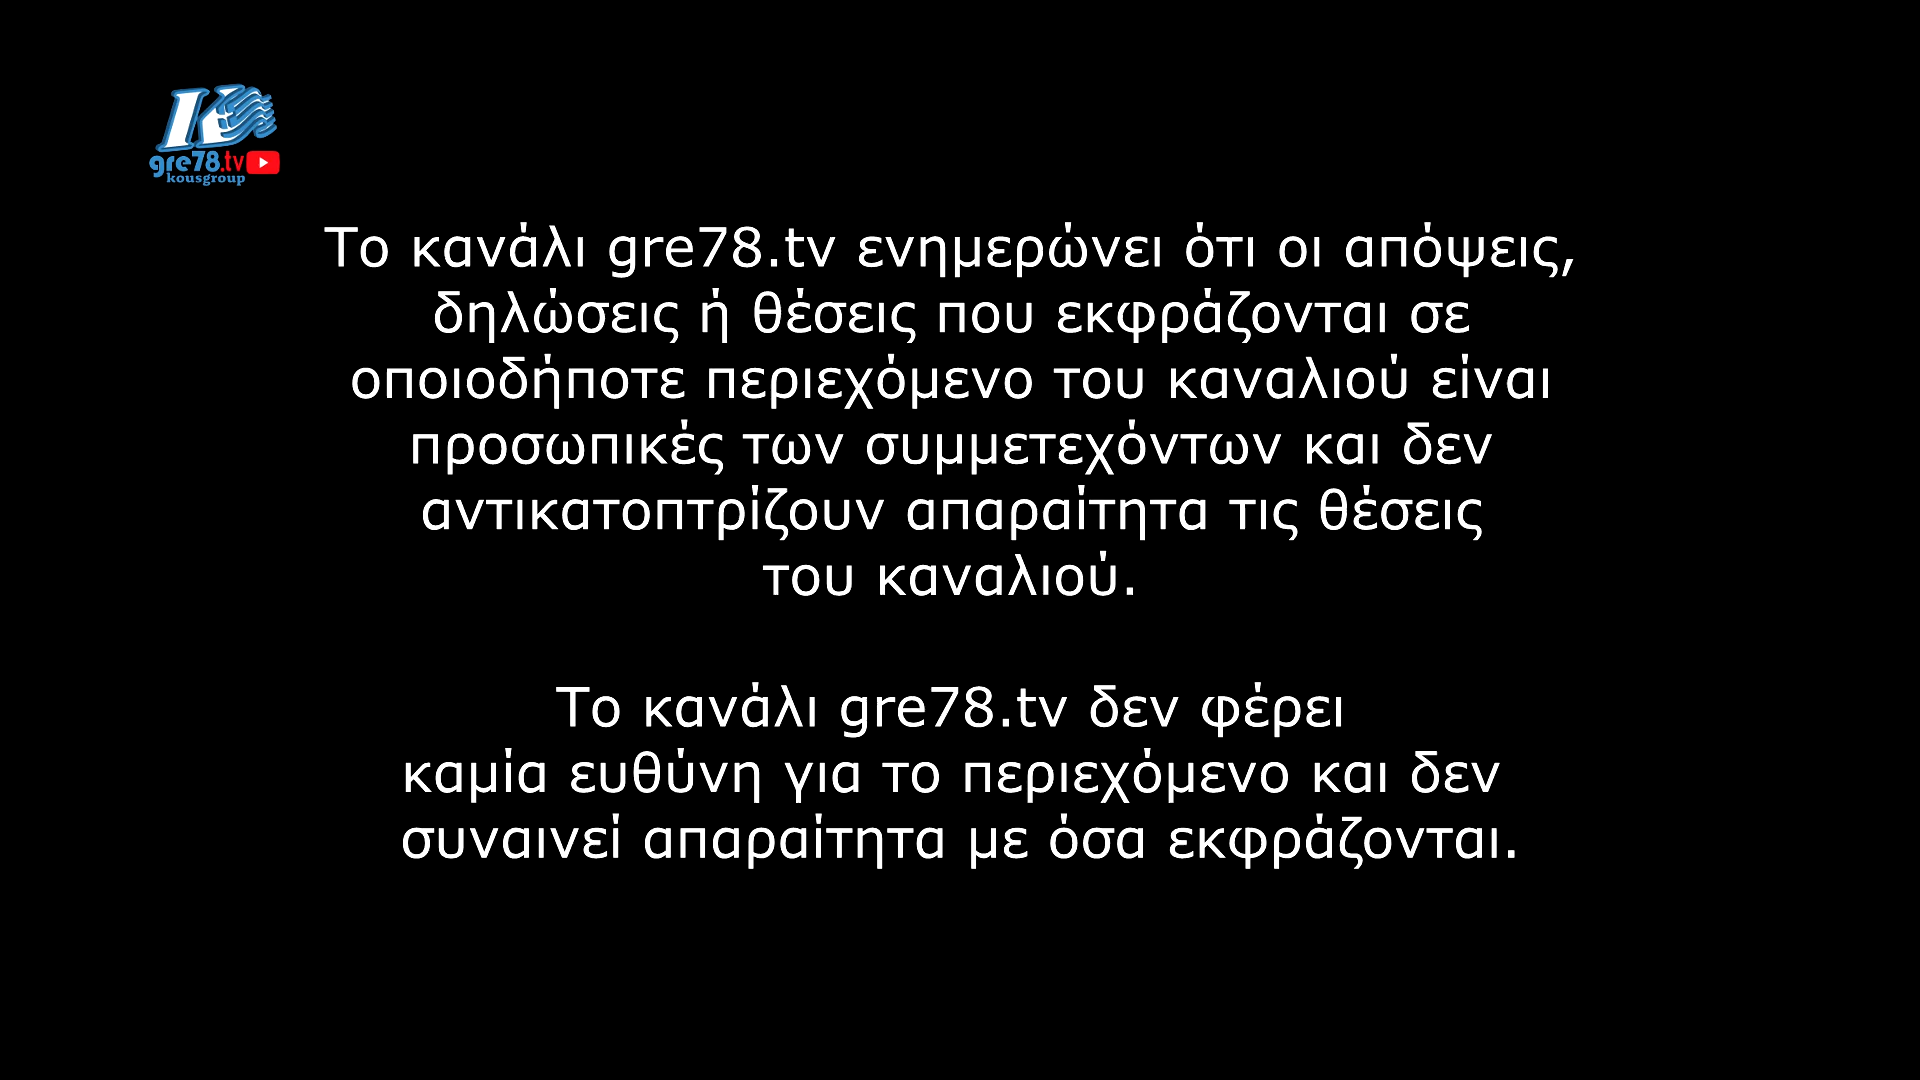 K
gre78.tv
kousgroup
Το κανάλι gre78.tv ενημερώνει ότι οι απόψεις,
δηλώσεις ή θέσεις που εκφράζονται σε
οποιοδήποτε περιεχόμενο του καναλιού είναι
προσωπικές των συμμετεχόντων και δεν
αντικατοπτρίζουν απαραίτητα τις θέσεις
του καναλιού.
Το κανάλι gre78.tv δεν φέρει
καμία ευθύνη για το περιεχόμενο και δεν
συναινεί απαραίτητα με όσα εκφράζονται.